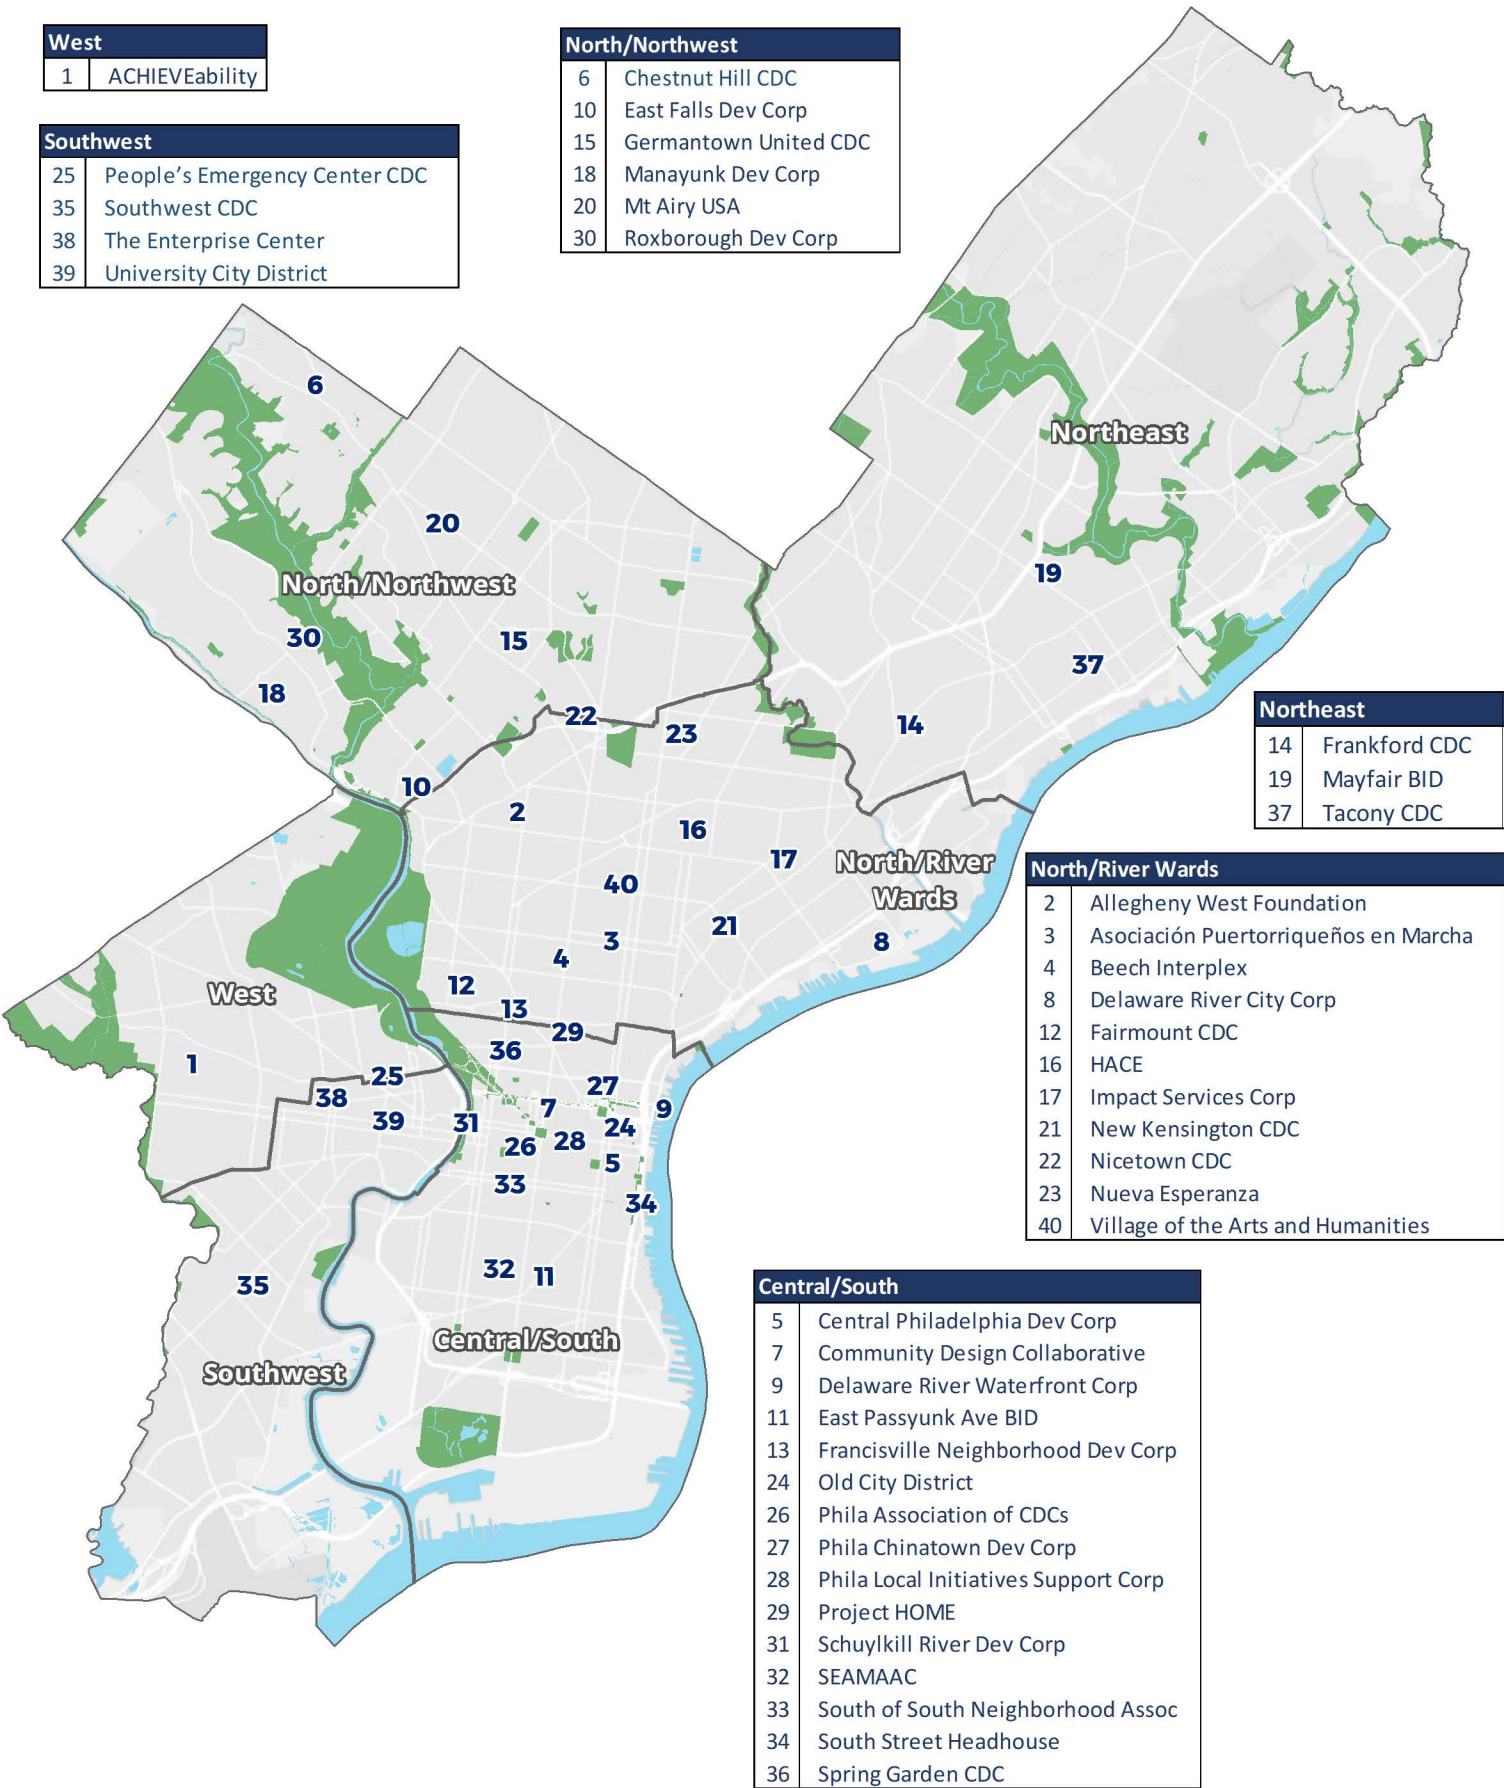 West
1 ACHIEVEability
Southwest
25 People’s Emergency Center CDC
35 Southwest CDC
38 The Enterprise Center
39 University City District
North/Northwest
6 Chestnut Hill CDC
10 East Falls Dev Corp
15 Germantown United CDC
18 Manayunk Dev Corp
20 Mt Airy USA
30 Roxborough Dev Corp
6
Northeast
20
19
North/Northwest
30
15
37
18
22
23
14
Northeast
14 Frankford CDC
19 Mayfair BID
37 Tacony CDC
10
2
16
17
North/River
Wards
40
21
3
8
4
12
West
13
29
36
1
25
27
38
7
9
39
31
24
26
28
5
33
34
32
11
35
Central/South
Southwest
North/River Wards
2 Allegheny West Foundation
3 Asociación Puertorriqueños en Marcha
4 Beech Interplex
8 Delaware River City Corp
12 Fairmount CDC
16 HACE
17 Impact Services Corp
21 New Kensington CDC
22 Nicetown CDC
23 Nueva Esperanza
40 Village of the Arts and Humanities
Central/South
5 Central Philadelphia Dev Corp
7 Community Design Collaborative
9 Delaware River Waterfront Corp
11 East Passyunk Ave BID
13 Francisville Neighborhood Dev Corp
24 Old City District
26 Phila Association of CDCs
27 Phila Chinatown Dev Corp
28 Phila Local Initiatives Support Corp
29 Project HOME
31 Schuylkill River Dev Corp
32 SEAMAAC
33 South of South Neighborhood Assoc
34 South Street Headhouse
36 Spring Garden CDC